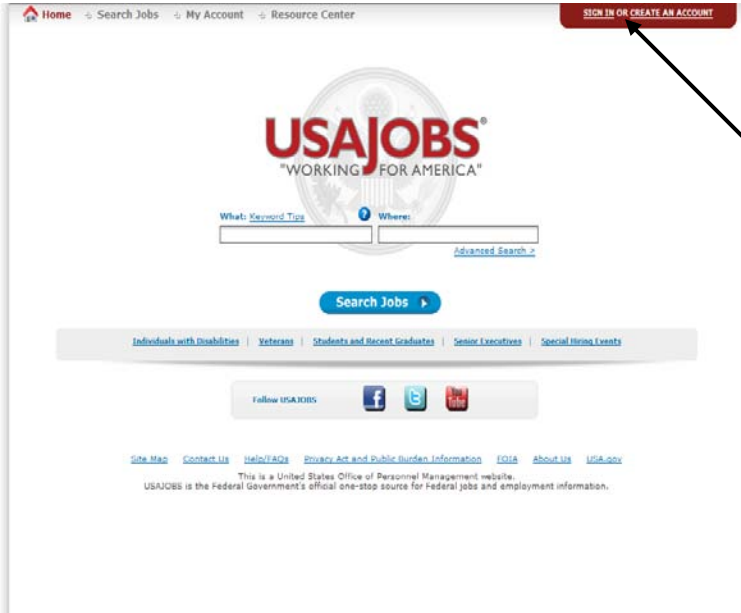 Home Search Jobs My Account Resource Center SIGN IN OR CREATE AN ACCOUNT
USAJOBS®
"WORKING FOR AMERICA"
What: Keyword Tips ? Where:
Advanced Search >
Search Jobs
Individuals with Disabilities | Veterans | Students and Recent Graduates | Senior Executives | Special Hiring Events
Follow USAJOBS f t You Tube
Site Map Contact Us Help/FAQs Privacy Act and Public Burden Information FOIA About Us USA.gov
This is a United States Office of Personnel Management website.
USAJOBS is the Federal Government's official one-stop source for Federal jobs and employment information.